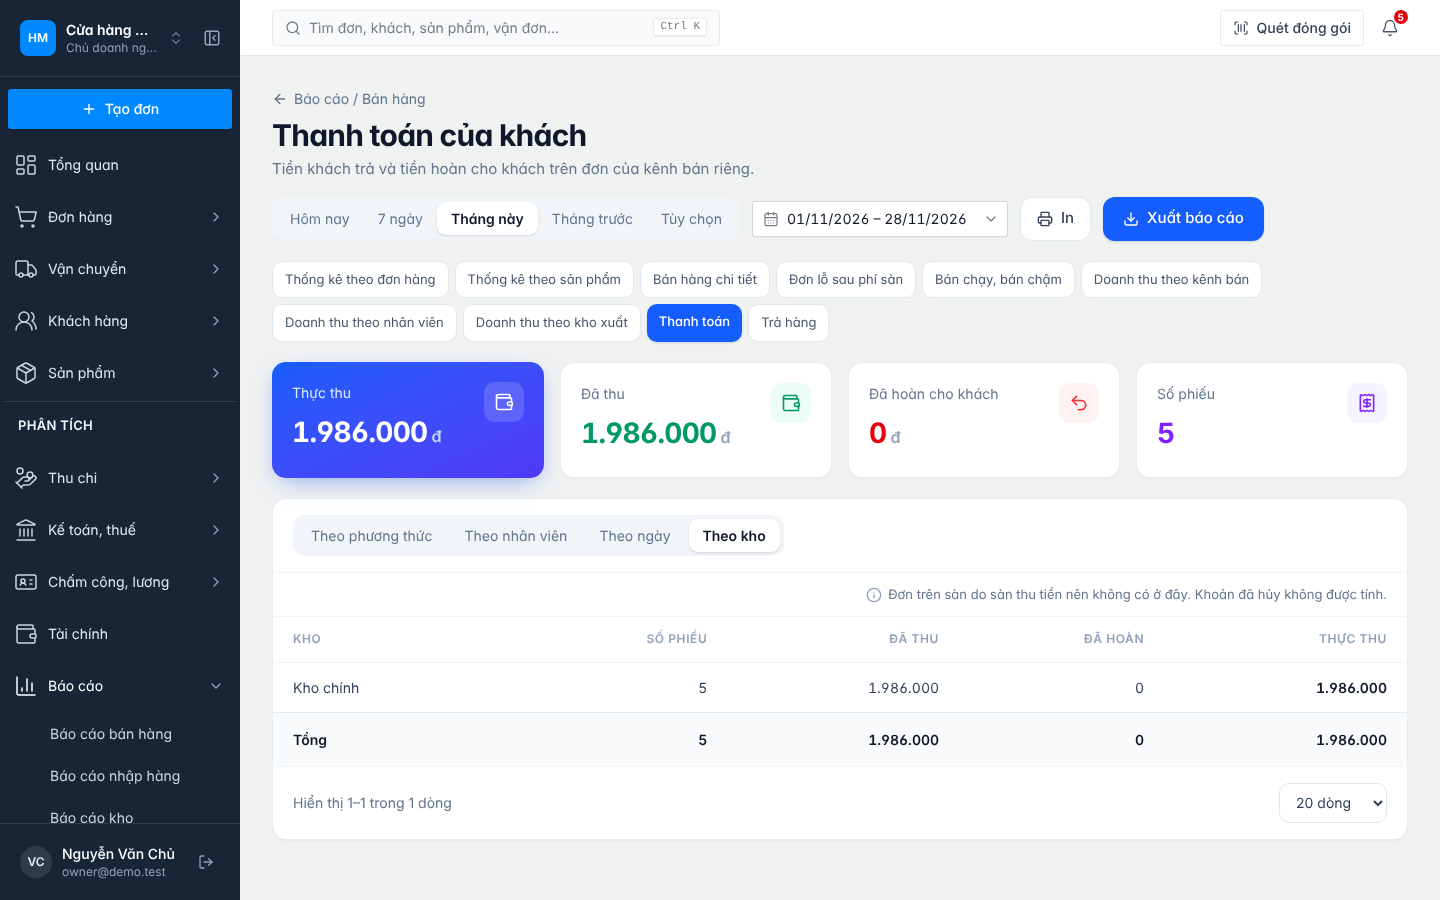 HM
Cửa hàng ...
Chủ doanh ng...
Tạo đơn
Tổng quan
Đơn hàng
Vận chuyển
Khách hàng
Sản phẩm
PHÂN TÍCH
Thu chi
Kế toán, thuế
Chấm công, lương
Tài chính
Báo cáo
Báo cáo bán hàng
Báo cáo nhập hàng
Báo cáo kho
VC
Nguyễn Văn Chủ
owner@demo.test
Tìm đơn, khách, sản phẩm, vận đơn...
Ctrl K
Quét đóng gói
5
Báo cáo / Bán hàng
Thanh toán của khách
Tiền khách trả và tiền hoàn cho khách trên đơn của kênh bán riêng.
Hôm nay
7 ngày
Tháng này
Tháng trước
Tùy chọn
01/11/2026 – 28/11/2026
In
Xuất báo cáo
Thống kê theo đơn hàng
Thống kê theo sản phẩm
Bán hàng chi tiết
Đơn lỗ sau phí sàn
Bán chạy, bán chậm
Doanh thu theo kênh bán
Doanh thu theo nhân viên
Doanh thu theo kho xuất
Thanh toán
Trả hàng
Thực thu
1.986.000 đ
Đã thu
1.986.000 đ
Đã hoàn cho khách
0 đ
Số phiếu
5
Theo phương thức
Theo nhân viên
Theo ngày
Theo kho
Đơn trên sàn do sàn thu tiền nên không có ở đây. Khoản đã hủy không được tính.
KHO SỐ PHIẾU ĐÃ THU ĐÃ HOÀN THỰC THU
Kho chính 5 1.986.000 0 1.986.000
Tổng 5 1.986.000 0 1.986.000
Hiển thị 1–1 trong 1 dòng
20 dòng